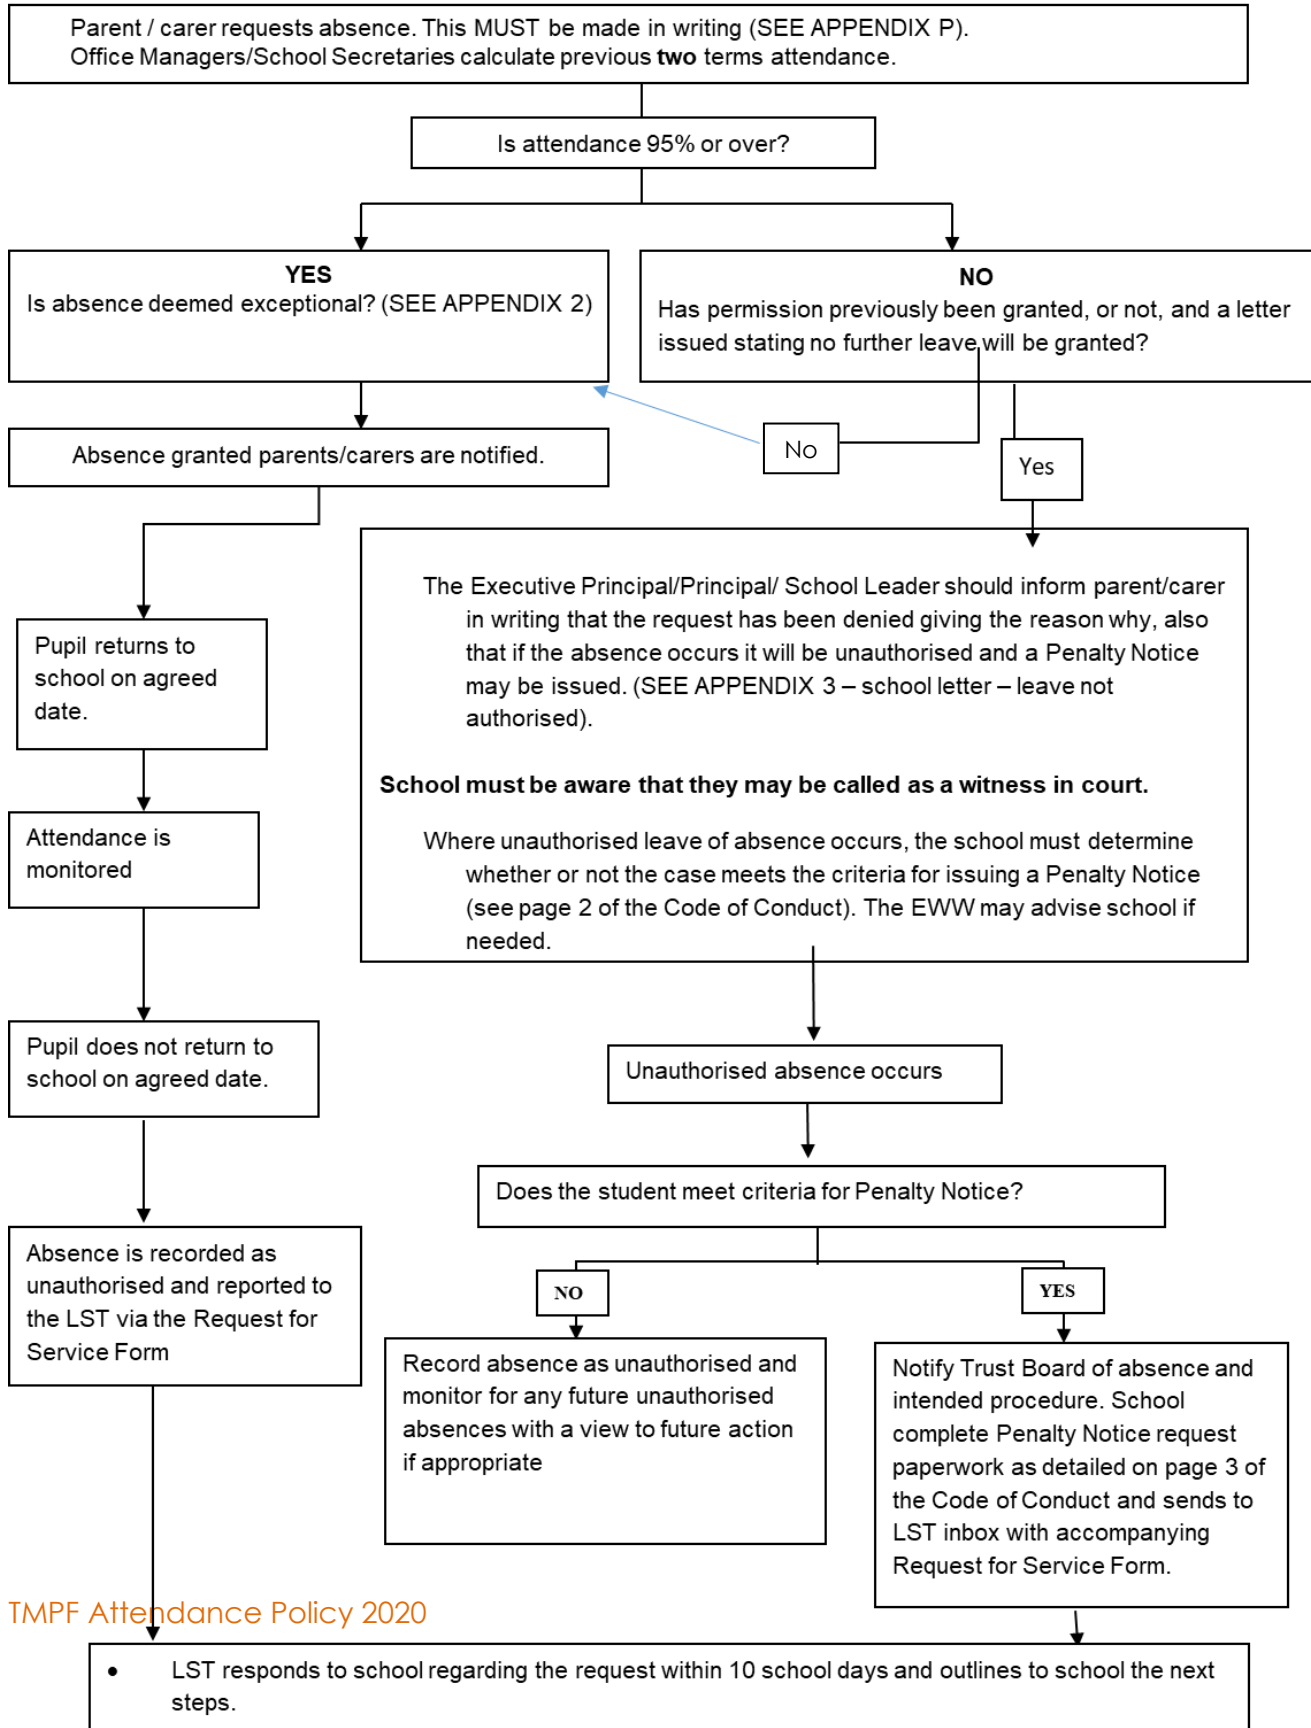 Parent / carer requests absence. This MUST be made in writing (SEE APPENDIX P).
Office Managers/School Secretaries calculate previous two terms attendance.
Is attendance 95% or over?
YES
Is absence deemed exceptional? (SEE APPENDIX 2)
NO
Has permission previously been granted, or not, and a letter
issued stating no further leave will be granted?
Absence granted parents/carers are notified.
No
Yes
The Executive Principal/Principal/ School Leader should inform parent/carer
in writing that the request has been denied giving the reason why, also
that if the absence occurs it will be unauthorised and a Penalty Notice
may be issued. (SEE APPENDIX 3 – school letter – leave not
authorised).
School must be aware that they may be called as a witness in court.
Where unauthorised leave of absence occurs, the school must determine
whether or not the case meets the criteria for issuing a Penalty Notice
(see page 2 of the Code of Conduct). The EWW may advise school if
needed.
Pupil returns to
school on agreed
date.
Attendance is
monitored
Pupil does not return to
school on agreed date.
Unauthorised absence occurs
Does the student meet criteria for Penalty Notice?
Absence is recorded as
unauthorised and reported to
the LST via the Request for
Service Form
NO
YES
Record absence as unauthorised and
monitor for any future unauthorised
absences with a view to future action
if appropriate
Notify Trust Board of absence and
intended procedure. School
complete Penalty Notice request
paperwork as detailed on page 3 of
the Code of Conduct and sends to
LST inbox with accompanying
Request for Service Form.
TMPF Attendance Policy 2020
• LST responds to school regarding the request within 10 school days and outlines to school the next
steps.